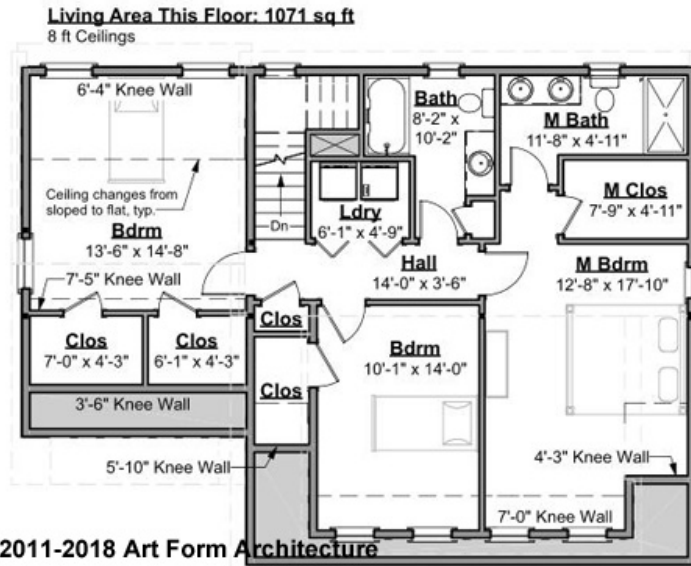 Living Area This Floor: 1071 sq ft
8 ft Ceilings
6'-4" Knee Wall
Bath
8'-2" x
10'-2"
M Bath
11'-8" x 4'-11"
Ceiling changes from
sloped to flat, typ.
Bdrm
13'-6" x 14'-8"
Dn
Ldry
6'-1" x 4'-9"
M Clos
7'-9" x 4'-11"
7'-5" Knee Wall
Hall
14'-0" x 3'-6"
M Bdrm
12'-8" x 17'-10"
Clos
7'-0" x 4'-3"
Clos
6'-1" x 4'-3"
Clos
Bdrm
10'-1" x 14'-0"
Clos
3'-6" Knee Wall
5'-10" Knee Wall
4'-3" Knee Wall
7'-0" Knee Wall
2011-2018 Art Form Architecture